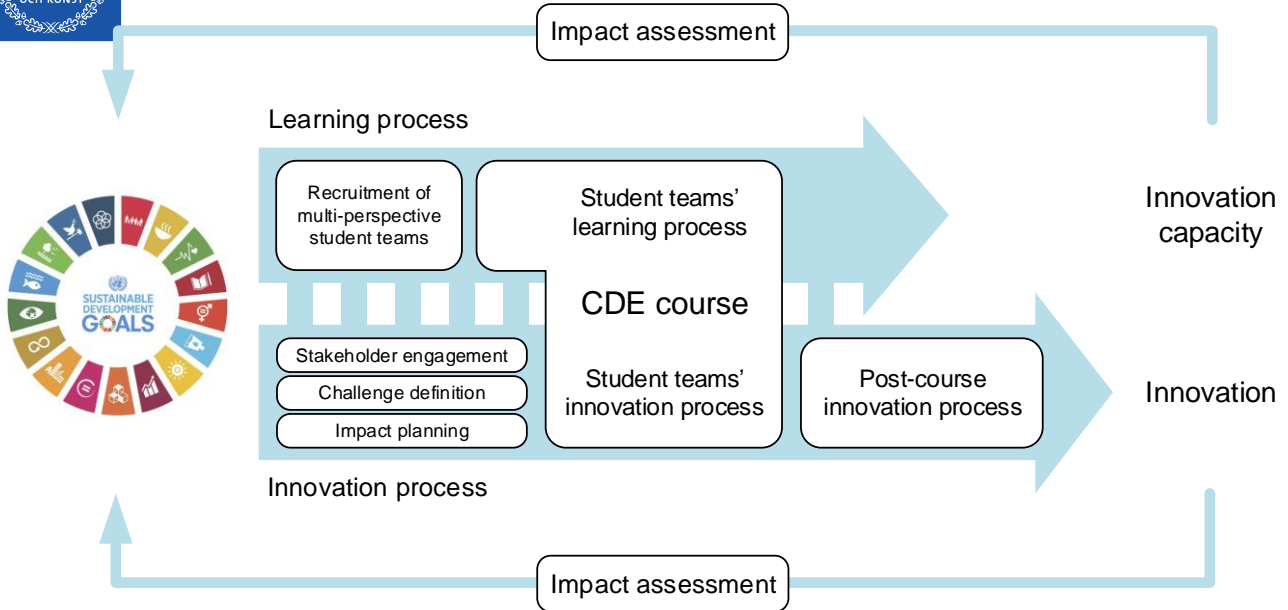 OCH KONST
Impact assessment
Learning process
Recruitment of
multi-perspective
student teams
Student teams’
learning process
Innovation
capacity
SUSTAINABLE
DEVELOPMENT
GOALS
CDE course
Stakeholder engagement
Challenge definition
Impact planning
Student teams’
innovation process
Post-course
innovation process
Innovation
Innovation process
Impact assessment